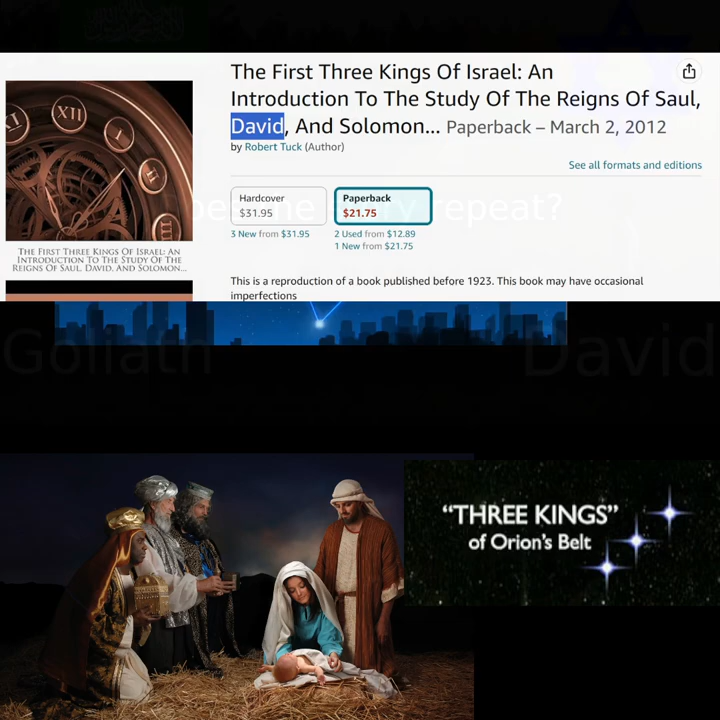 The First Three Kings Of Israel: An
Introduction To The Study Of The Reigns Of Saul,
David, And Solomon... Paperback – March 2, 2012
by Robert Tuck (Author)
See all formats and editions
Hardcover
$31.95
3 New from $31.95
Paperback
$21.75
2 Used from $12.89
1 New from $21.75
repeat?
This is a reproduction of a book published before 1923. This book may have occasional
imperfections
XII
I
II
III
THE FIRST THREE KINGS OF ISRAEL: AN
INTRODUCTION TO THE STUDY OF THE
REIGNS OF SAUL, DAVID, AND SOLOMON...
Goliath
David
“THREE KINGS”
of Orion's Belt